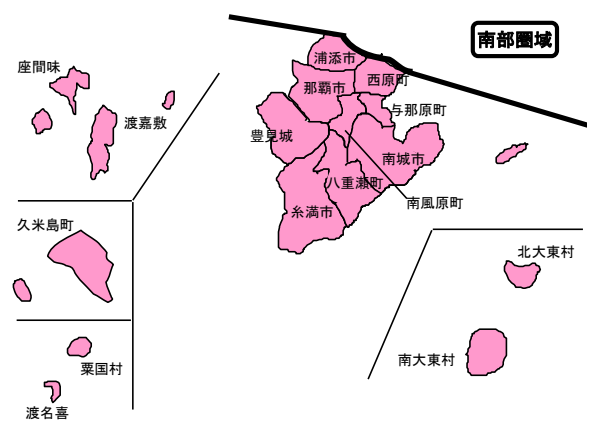 南部圏域
座間味
渡嘉敷
浦添市
西原町
那覇市
与那原町
豊見城
南城市
八重瀬町
南風原町
糸満市
久米島町
北大東村
南大東村
粟国村
渡名喜